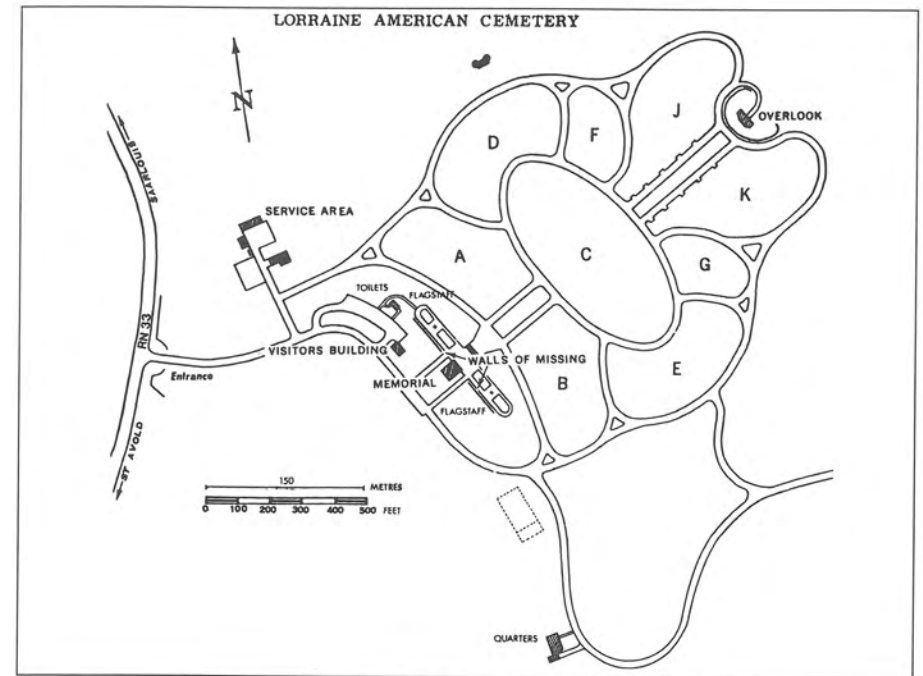 LORRAINE AMERICAN CEMETERY
N
SAARLOUIS
RN 33
ST AVOLD
Entrance
SERVICE AREA
TOILETS
FLAGSTAFF
VISITORS BUILDING
WALLS OF MISSING
MEMORIAL
FLAGSTAFF
D
F
J
OVERLOOK
K
A
C
G
B
E
150
METRES
0 100 200 300 400 500 FEET
QUARTERS